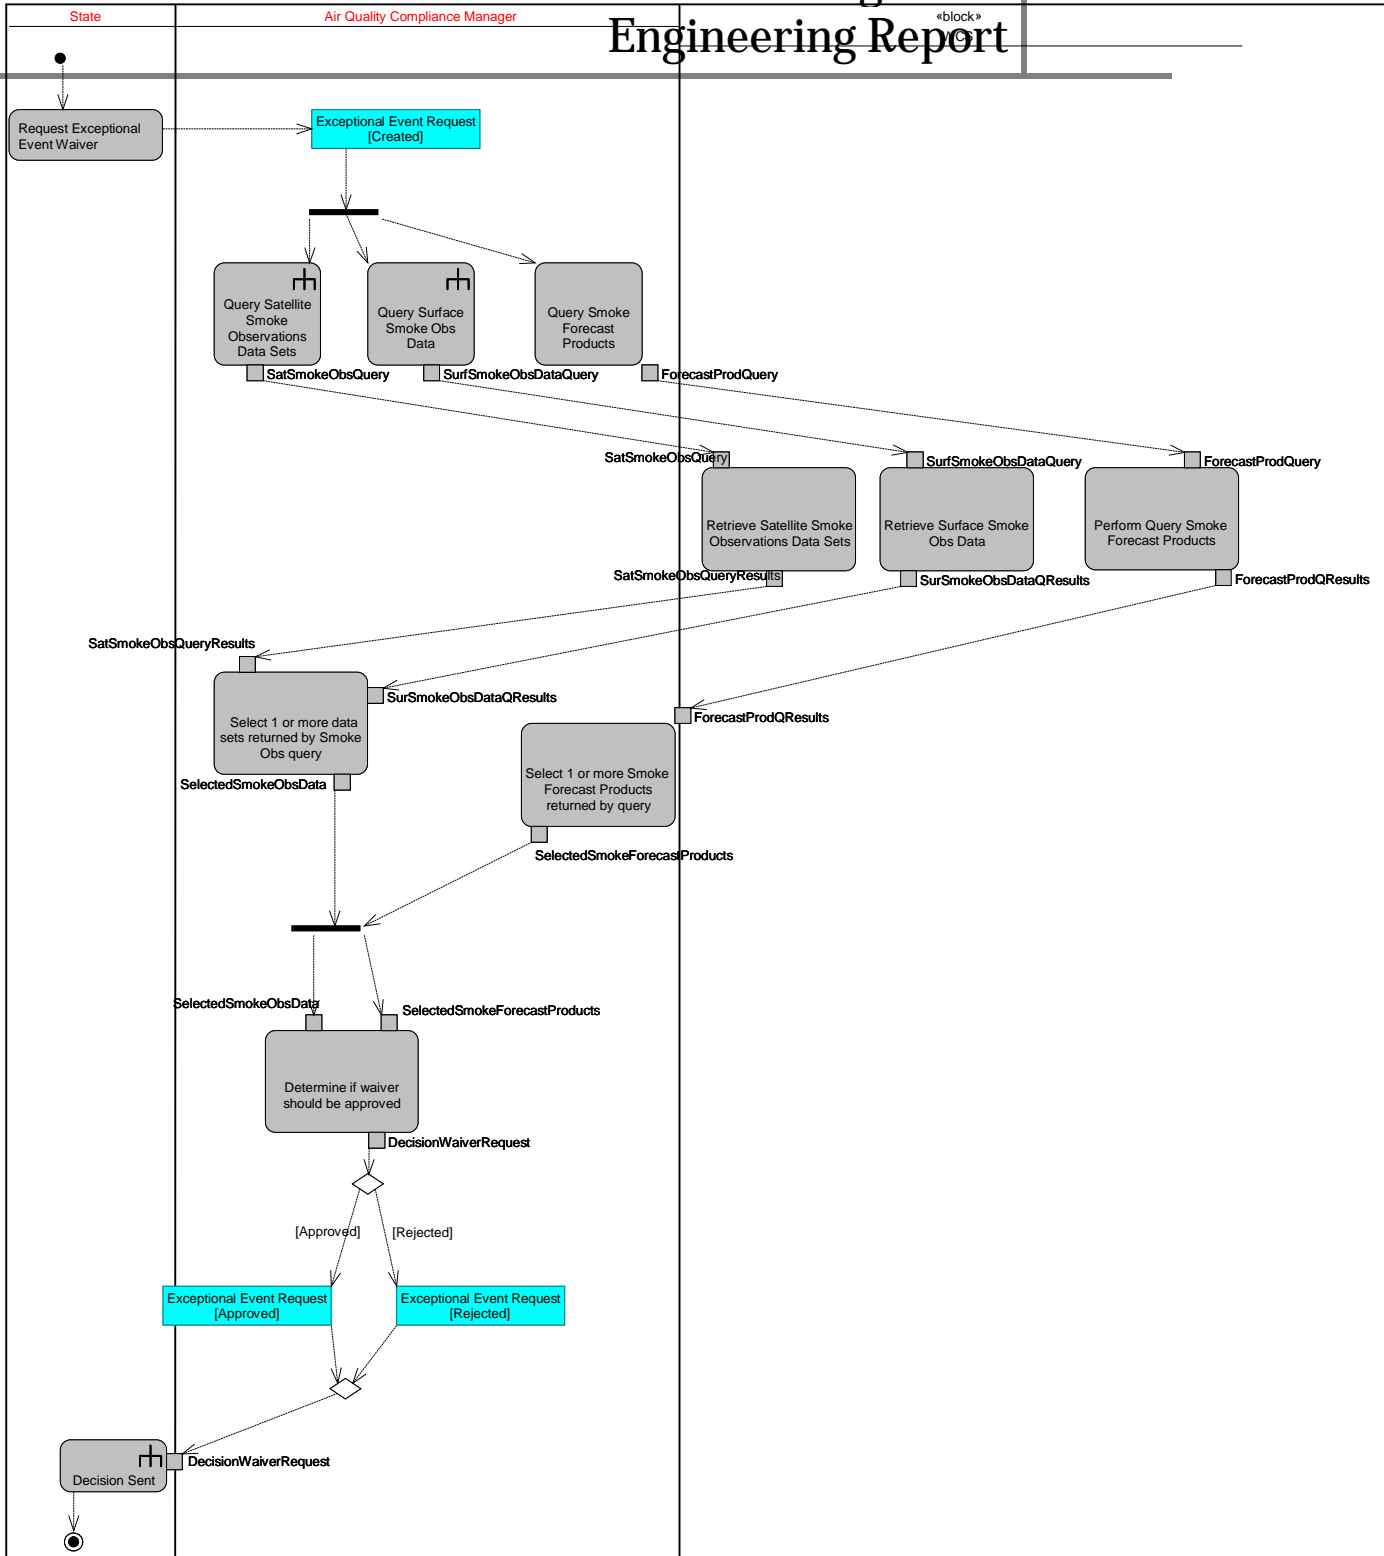 State
Air Quality Compliance Manager
«block»
Engineering Report
Request Exceptional
Event Waiver
Exceptional Event Request
[Created]
Query Satellite
Smoke
Observations
Data Sets
Query Surface
Smoke Obs
Data
Query Smoke
Forecast
Products
SatSmokeObsQuery
SurfSmokeObsDataQuery
ForecastProdQuery
SatSmokeObsQuery
SurfSmokeObsDataQuery
ForecastProdQuery
Retrieve Satellite Smoke
Observations Data Sets
Retrieve Surface Smoke
Obs Data
Perform Query Smoke
Forecast Products
SatSmokeObsQueryResults
SurSmokeObsDataQResults
ForecastProdQResults
SatSmokeObsQueryResults
SurSmokeObsDataQResults
ForecastProdQResults
Select 1 or more data
sets returned by Smoke
Obs query
Select 1 or more Smoke
Forecast Products
returned by query
SelectedSmokeObsData
SelectedSmokeForecastProducts
SelectedSmokeObsData
SelectedSmokeForecastProducts
Determine if waiver
should be approved
DecisionWaiverRequest
[Approved]
[Rejected]
Exceptional Event Request
[Approved]
Exceptional Event Request
[Rejected]
DecisionWaiverRequest
Decision Sent